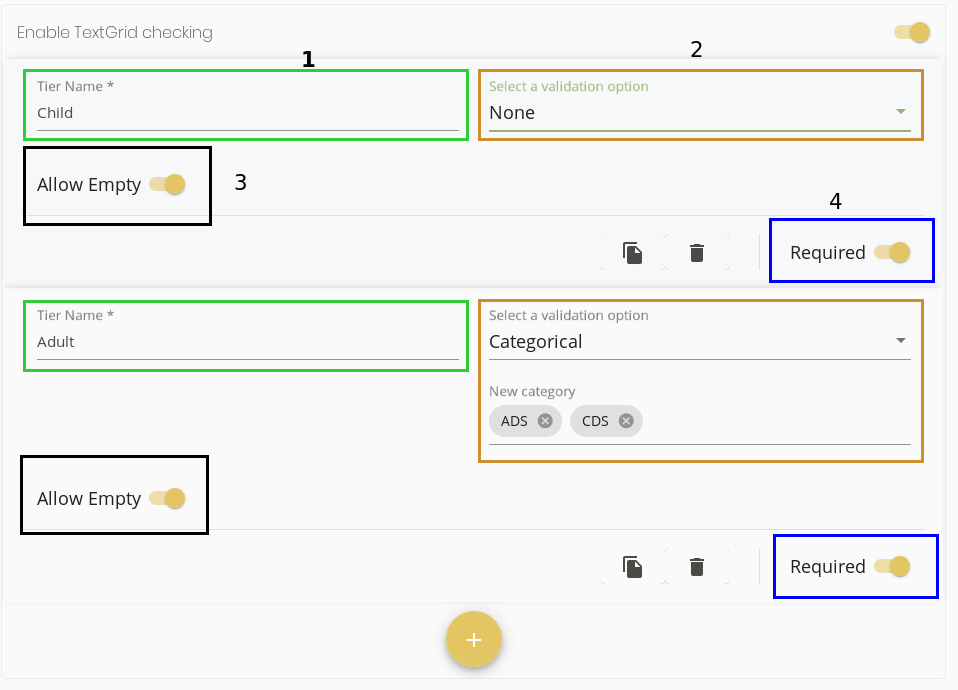 Enable TextGrid checking
1
2
Tier Name *
Select a validation option
Child
None
Allow Empty
3
4
Required
Tier Name *
Select a validation option
Adult
Categorical
New category
ADS CDS
Allow Empty
Required
+